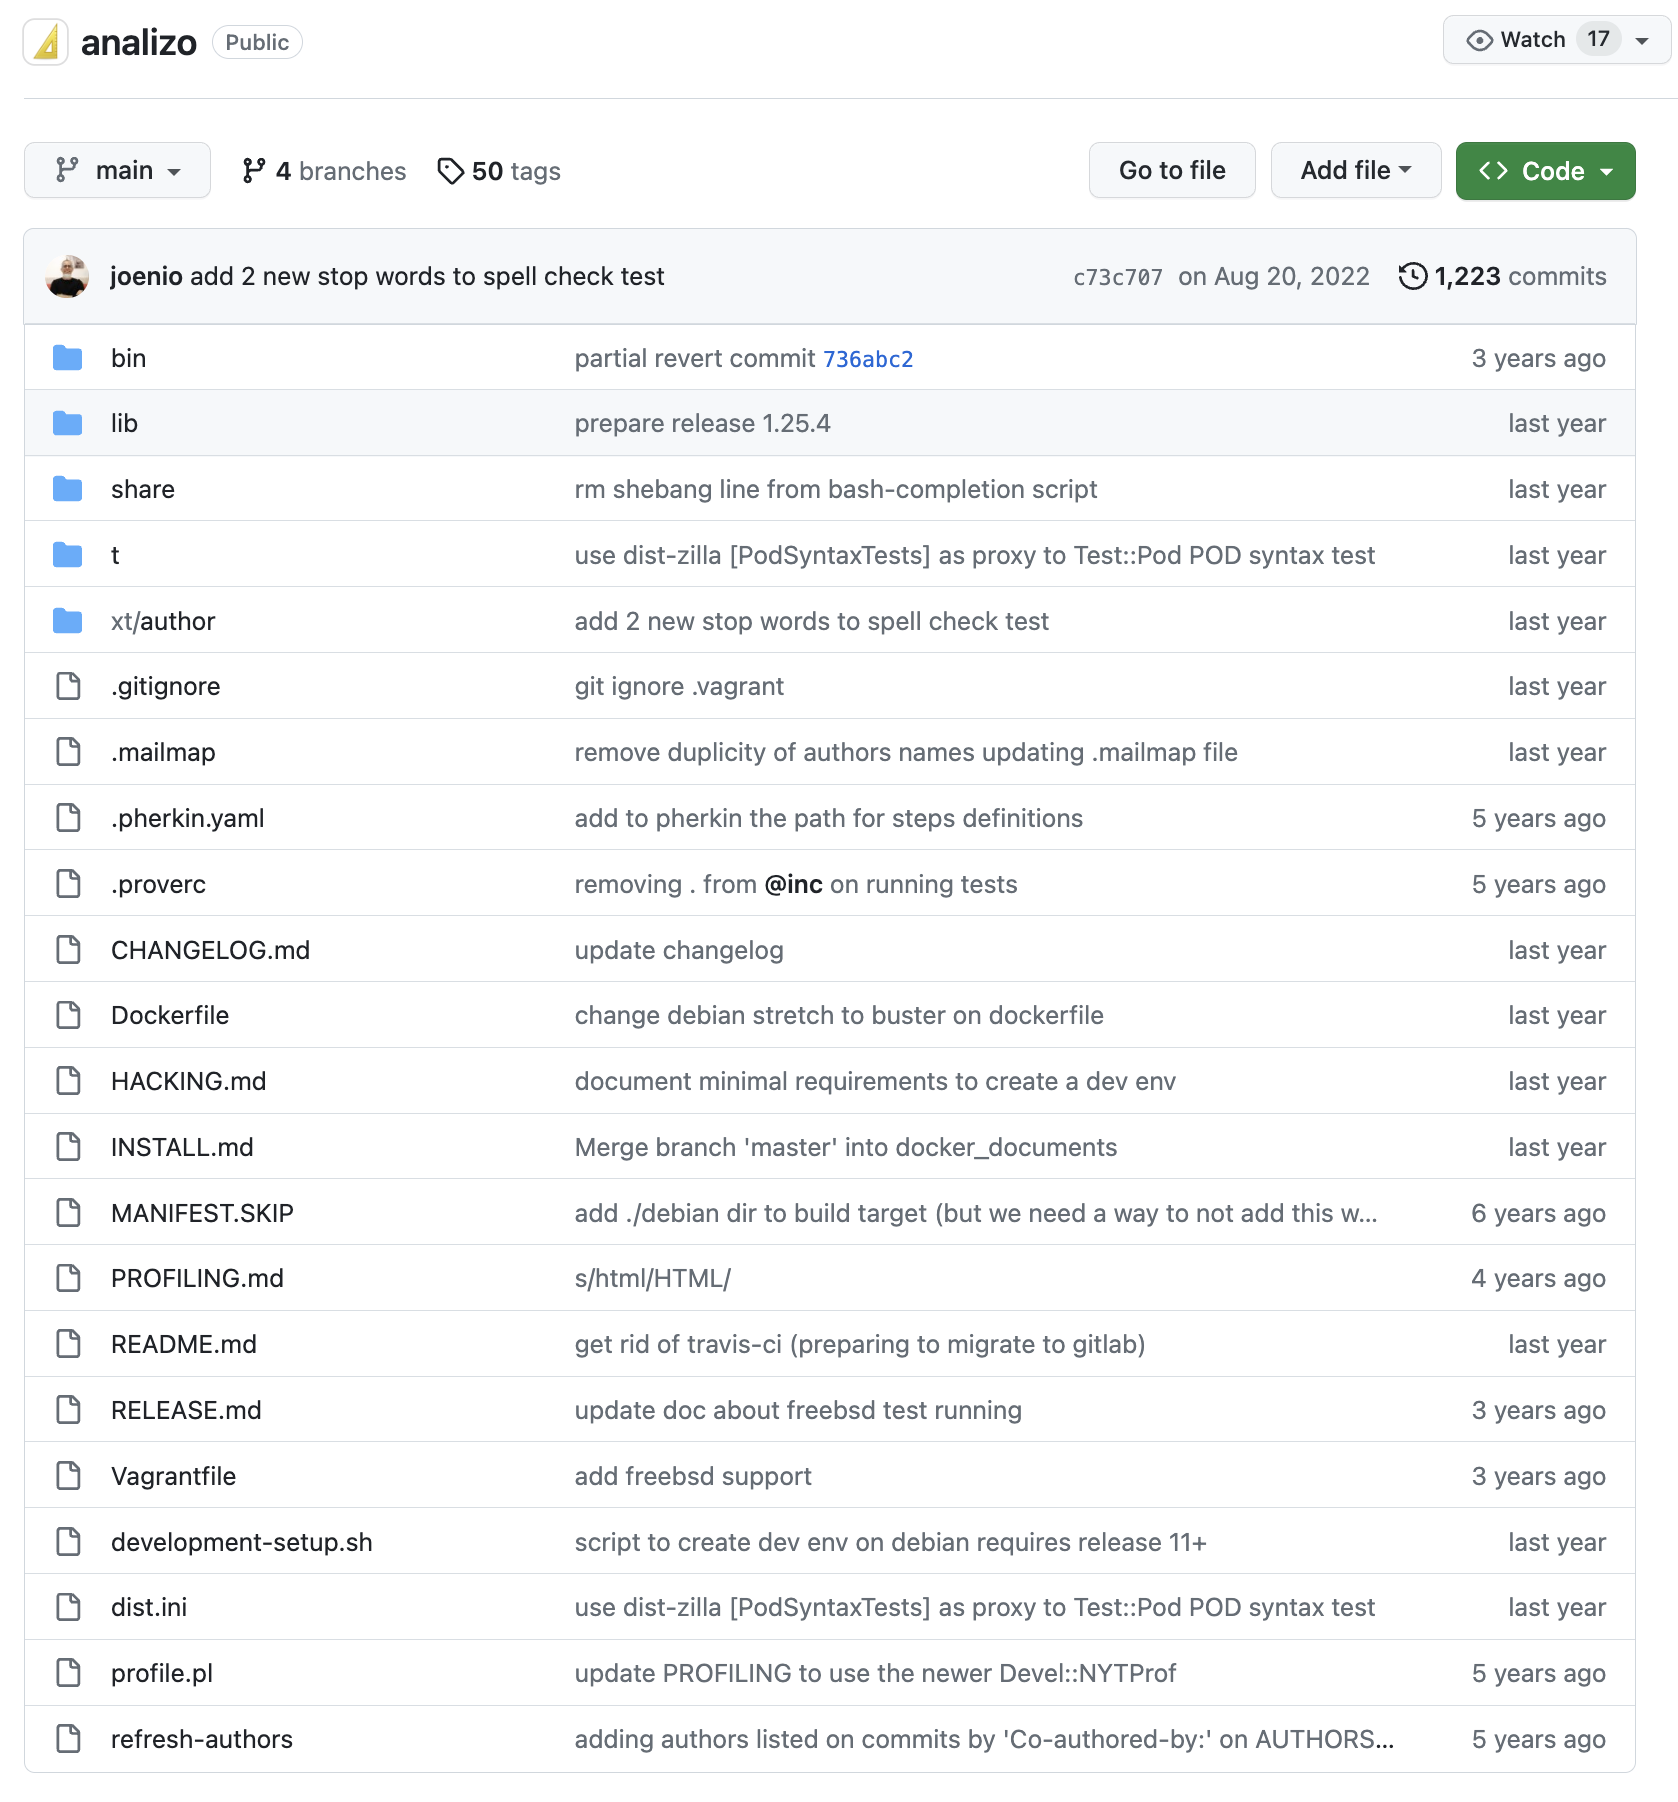 analizo Public Watch 17
main 4 branches 50 tags Go to file Add file Code
joenio add 2 new stop words to spell check test c73c707 on Aug 20, 2022 1,223 commits
bin partial revert commit 736abc2 3 years ago
lib prepare release 1.25.4 last year
share rm shebang line from bash-completion script last year
t use dist-zilla [PodSyntaxTests] as proxy to Test::Pod POD syntax test last year
xt/author add 2 new stop words to spell check test last year
.gitignore git ignore .vagrant last year
.mailmap remove duplicity of authors names updating .mailmap file last year
.pherkin.yaml add to pherkin the path for steps definitions 5 years ago
.proverc removing . from @inc on running tests 5 years ago
CHANGELOG.md update changelog last year
Dockerfile change debian stretch to buster on dockerfile last year
HACKING.md document minimal requirements to create a dev env last year
INSTALL.md Merge branch 'master' into docker_documents last year
MANIFEST.SKIP add ./debian dir to build target (but we need a way to not add this w... 6 years ago
PROFILING.md s/html/HTML/ 4 years ago
README.md get rid of travis-ci (preparing to migrate to gitlab) last year
RELEASE.md update doc about freebsd test running 3 years ago
Vagrantfile add freebsd support 3 years ago
development-setup.sh script to create dev env on debian requires release 11+ last year
dist.ini use dist-zilla [PodSyntaxTests] as proxy to Test::Pod POD syntax test last year
profile.pl update PROFILING to use the newer Devel::NYTProf 5 years ago
refresh-authors adding authors listed on commits by 'Co-authored-by:' on AUTHORS... 5 years ago